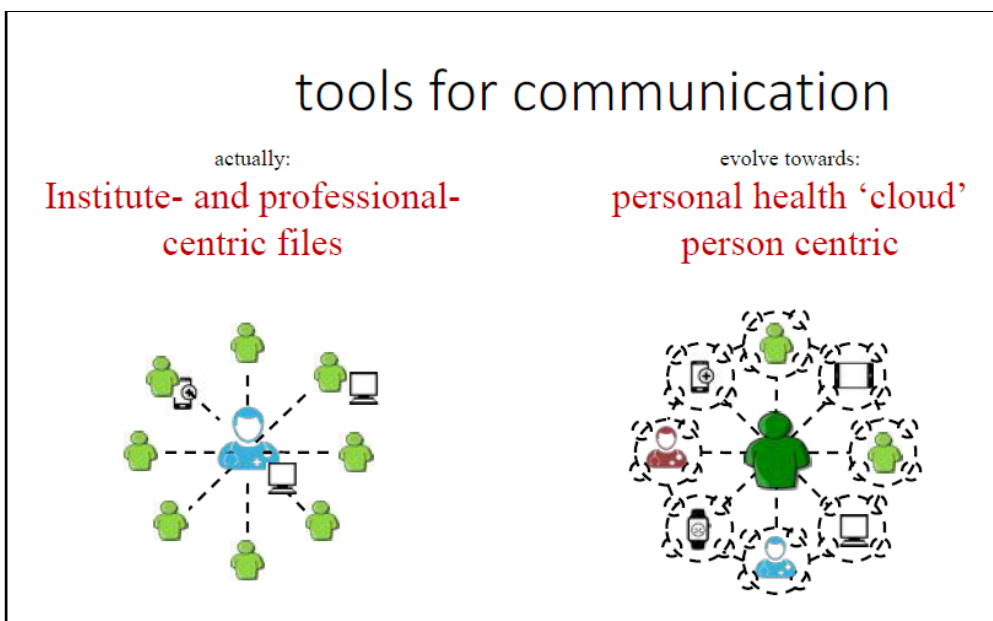 tools for communication
actually:
Institute- and professional-
centric files
evolve towards:
personal health ‘cloud’
person centric